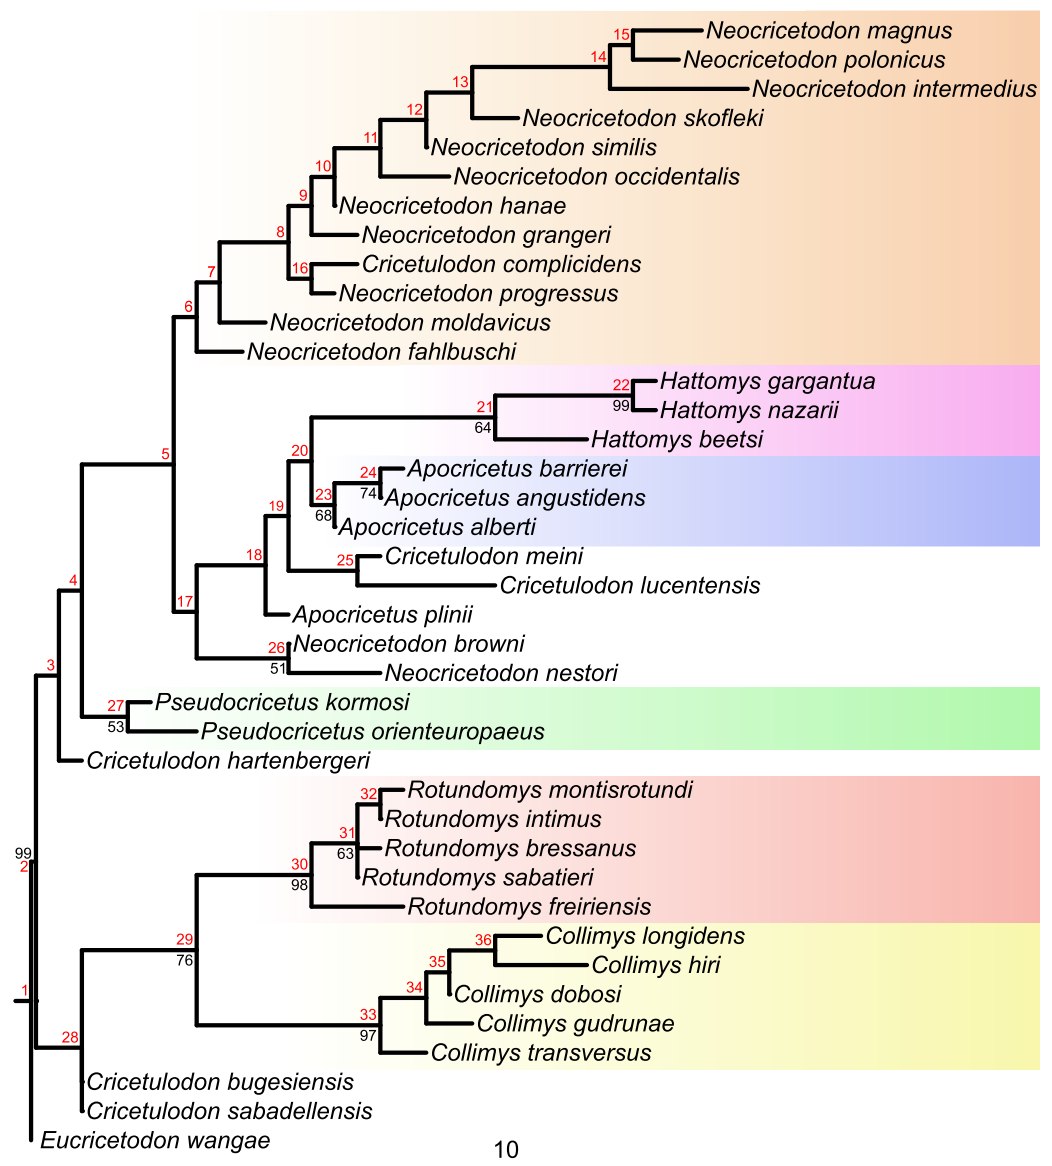 15
Neocricetodon magnus
14
Neocricetodon polonicus
13
Neocricetodon intermedius
12
Neocricetodon skofleki
11
Neocricetodon similis
10
Neocricetodon occidentalis
9
Neocricetodon hanae
8
Neocricetodon grangeri
16
Cricetulodon complicidens
7
Neocricetodon progressus
6
Neocricetodon moldavicus
Neocricetodon fahlbuschi
22
Hattomys gargantua
21
99
Hattomys nazarii
64
Hattomys beetsi
5
20
24
Apocricetus barrierei
23
74
Apocricetus angustidens
19
68
Apocricetus alberti
18
25
Cricetulodon meini
4
Cricetulodon lucentensis
17
Apocricetus plinii
26
Neocricetodon browni
3
51
Neocricetodon nestori
27
Pseudocricetus kormosi
53
Pseudocricetus orienteuropaeus
Cricetulodon hartenbergeri
32
Rotundomys montisrotundi
Rotundomys intimus
31
63
Rotundomys bressanus
99
2
30
98
Rotundomys sabatieri
Rotundomys freiriensis
29
76
36
Collimys longidens
35
Collimys hiri
1
34
Collimys dobosi
33
97
Collimys gudrunae
28
Collimys transversus
Cricetulodon bugesiensis
Cricetulodon sabadellensis
Eucricetodon wangae
10